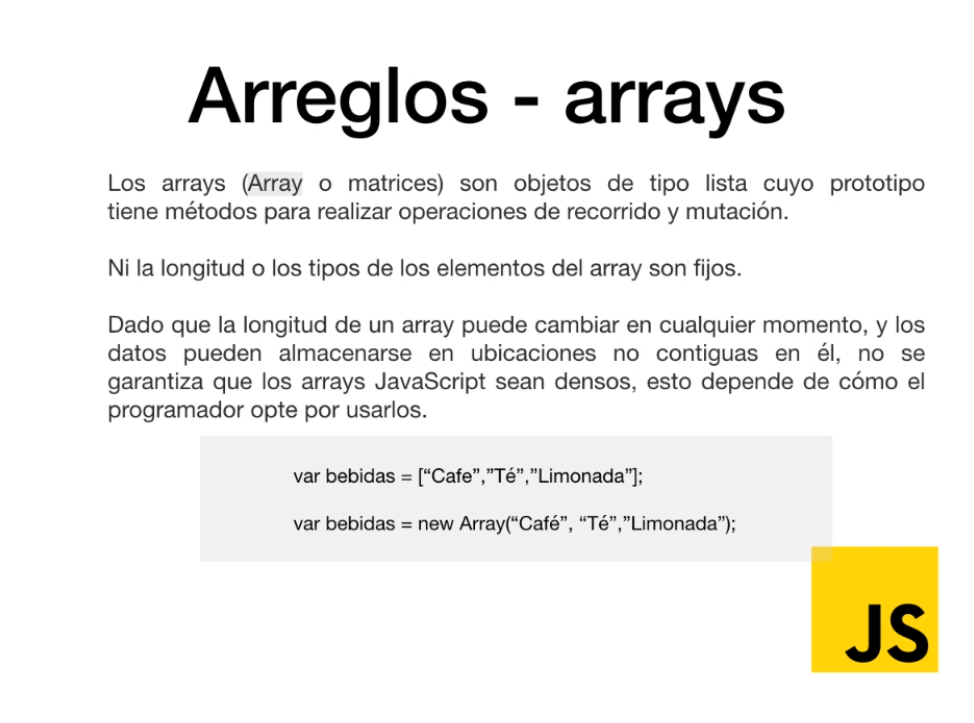 Arreglos - arrays
Los arrays (Array o matrices) son objetos de tipo lista cuyo prototipo
tiene métodos para realizar operaciones de recorrido y mutación.
Ni la longitud o los tipos de los elementos del array son fijos.
Dado que la longitud de un array puede cambiar en cualquier momento, y los
datos pueden almacenarse en ubicaciones no contiguas en él, no se
garantiza que los arrays JavaScript sean densos, esto depende de cómo el
programador opte por usarlos.
var bebidas = [“Cafe”,”Té”,”Limonada”];
var bebidas = new Array(“Café”, “Té”,”Limonada”);
JS